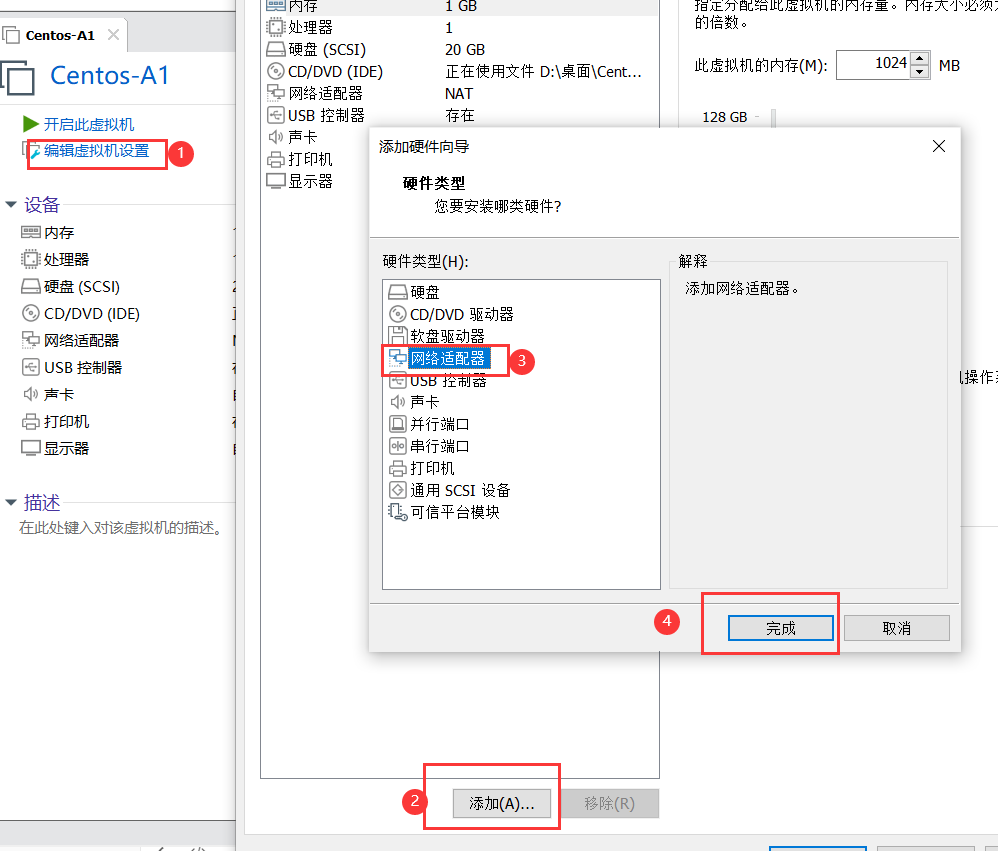 Centos-A1
Centos-A1
开启此虚拟机
编辑虚拟机设置
1
设备
内存
处理器
硬盘 (SCSI)
CD/DVD (IDE)
网络适配器
USB 控制器
声卡
打印机
显示器
描述
在此处键入对该虚拟机的描述。
内存 1 GB
处理器 1
硬盘 (SCSI) 20 GB
CD/DVD (IDE) 正在使用文件 D:\桌面\Cent...
网络适配器 NAT
USB 控制器 存在
声卡
打印机
显示器
指定分配给此虚拟机的内存量。内存大小必须为
的倍数。
此虚拟机的内存(M): 1024 MB
128 GB
机操作系
添加硬件向导
硬件类型
您要安装哪类硬件?
硬件类型(H):
硬盘
CD/DVD 驱动器
软盘驱动器
网络适配器
3
USB 控制器
声卡
并行端口
串行端口
打印机
通用 SCSI 设备
可信平台模块
解释
添加网络适配器。
4
完成
取消
2
添加(A)...
移除(R)